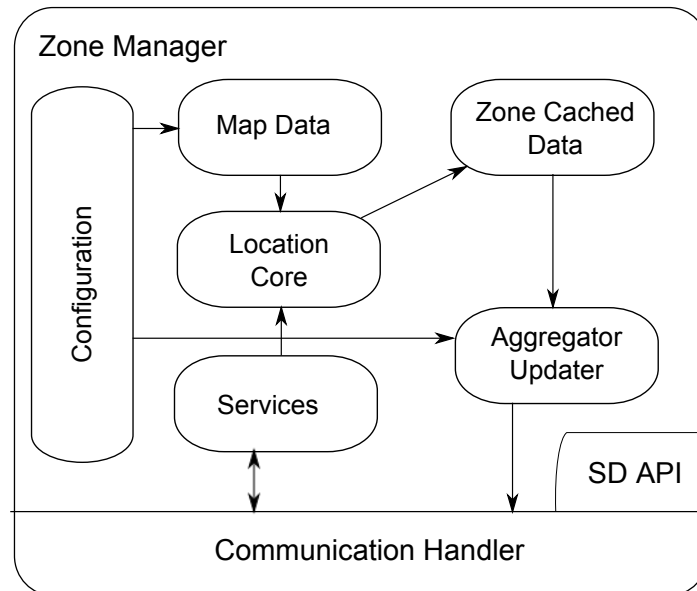 Zone Manager
Map Data
Zone Cached
Data
Configuration
Location
Core
Aggregator
Updater
Services
SD API
Communication Handler